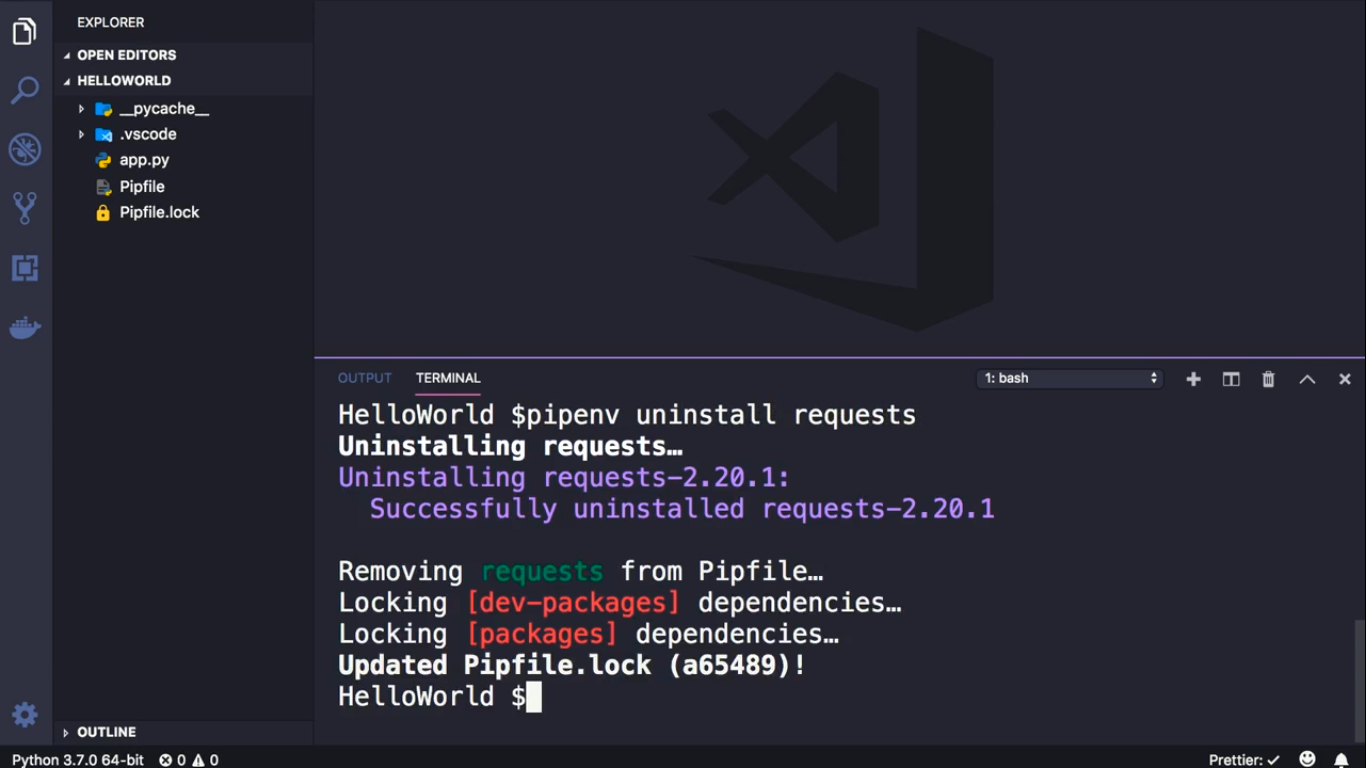 EXPLORER
OPEN EDITORS
HELLOWORLD
__pycache__
.vscode
app.py
Pipfile
Pipfile.lock
OUTLINE
OUTPUT TERMINAL
1: bash
HelloWorld $pipenv uninstall requests
Uninstalling requests…
Uninstalling requests-2.20.1:
  Successfully uninstalled requests-2.20.1
Removing requests from Pipfile…
Locking [dev-packages] dependencies…
Locking [packages] dependencies…
Updated Pipfile.lock (a65489)!
HelloWorld $
Python 3.7.0 64-bit 0 0 Prettier: ✓